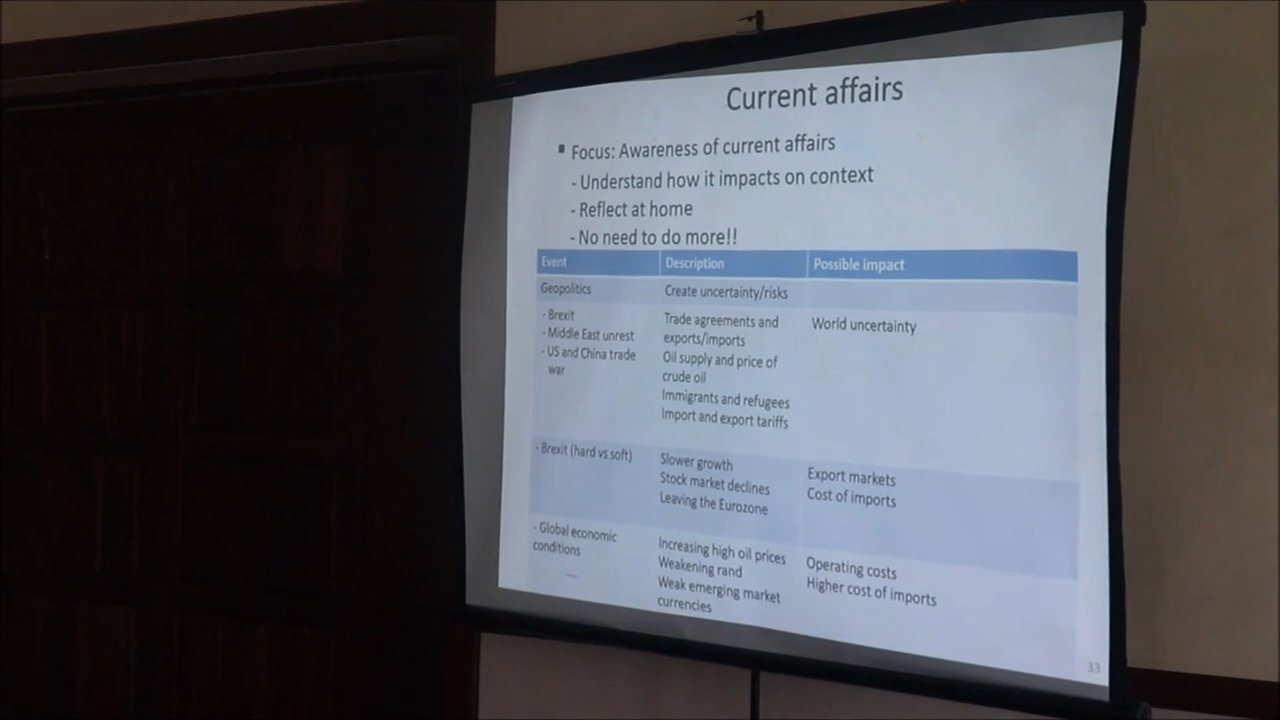 Current affairs
▪ Focus: Awareness of current affairs
- Understand how it impacts on context
- Reflect at home
- No need to do more!!
Event Description Possible impact
Geopolitics Create uncertainty/risks
- Brexit
- Middle East unrest
- US and China trade
war
Trade agreements and
exports/imports
Oil supply and price of
crude oil
Immigrants and refugees
Import and export tariffs
World uncertainty
- Brexit (hard vs soft)
Slower growth
Stock market declines
Leaving the Eurozone
Export markets
Cost of imports
- Global economic
conditions
Increasing high oil prices
Weakening rand
Weak emerging market
currencies
Operating costs
Higher cost of imports
33